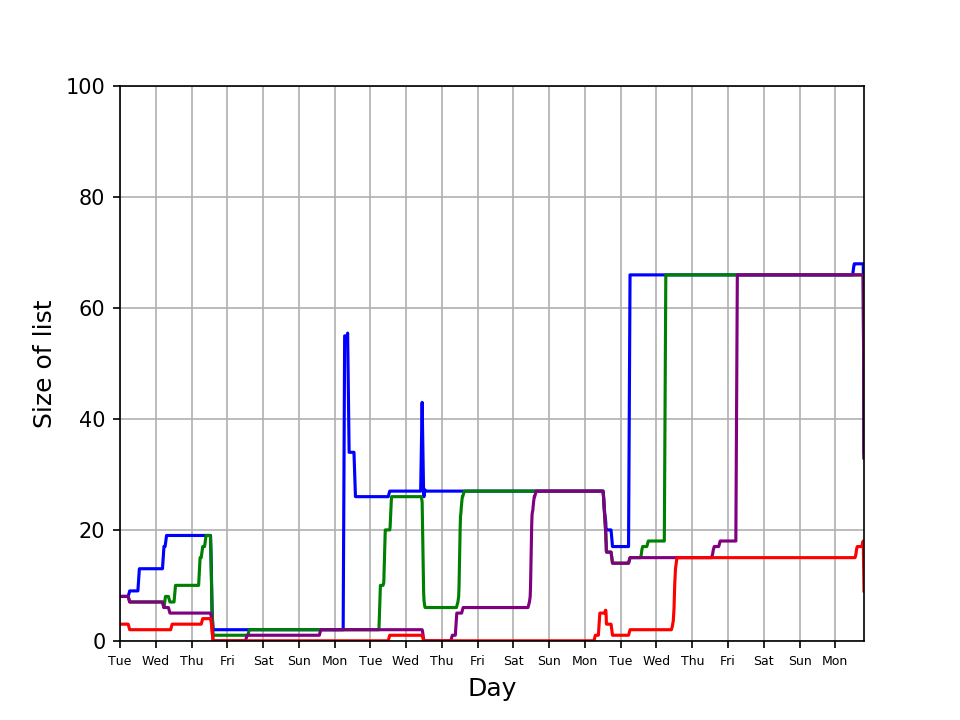 100
80
60
40
20
0
Size of list
Tue Wed Thu Fri Sat Sun Mon Tue Wed Thu Fri Sat Sun Mon Tue Wed Thu Fri Sat Sun Mon
Day